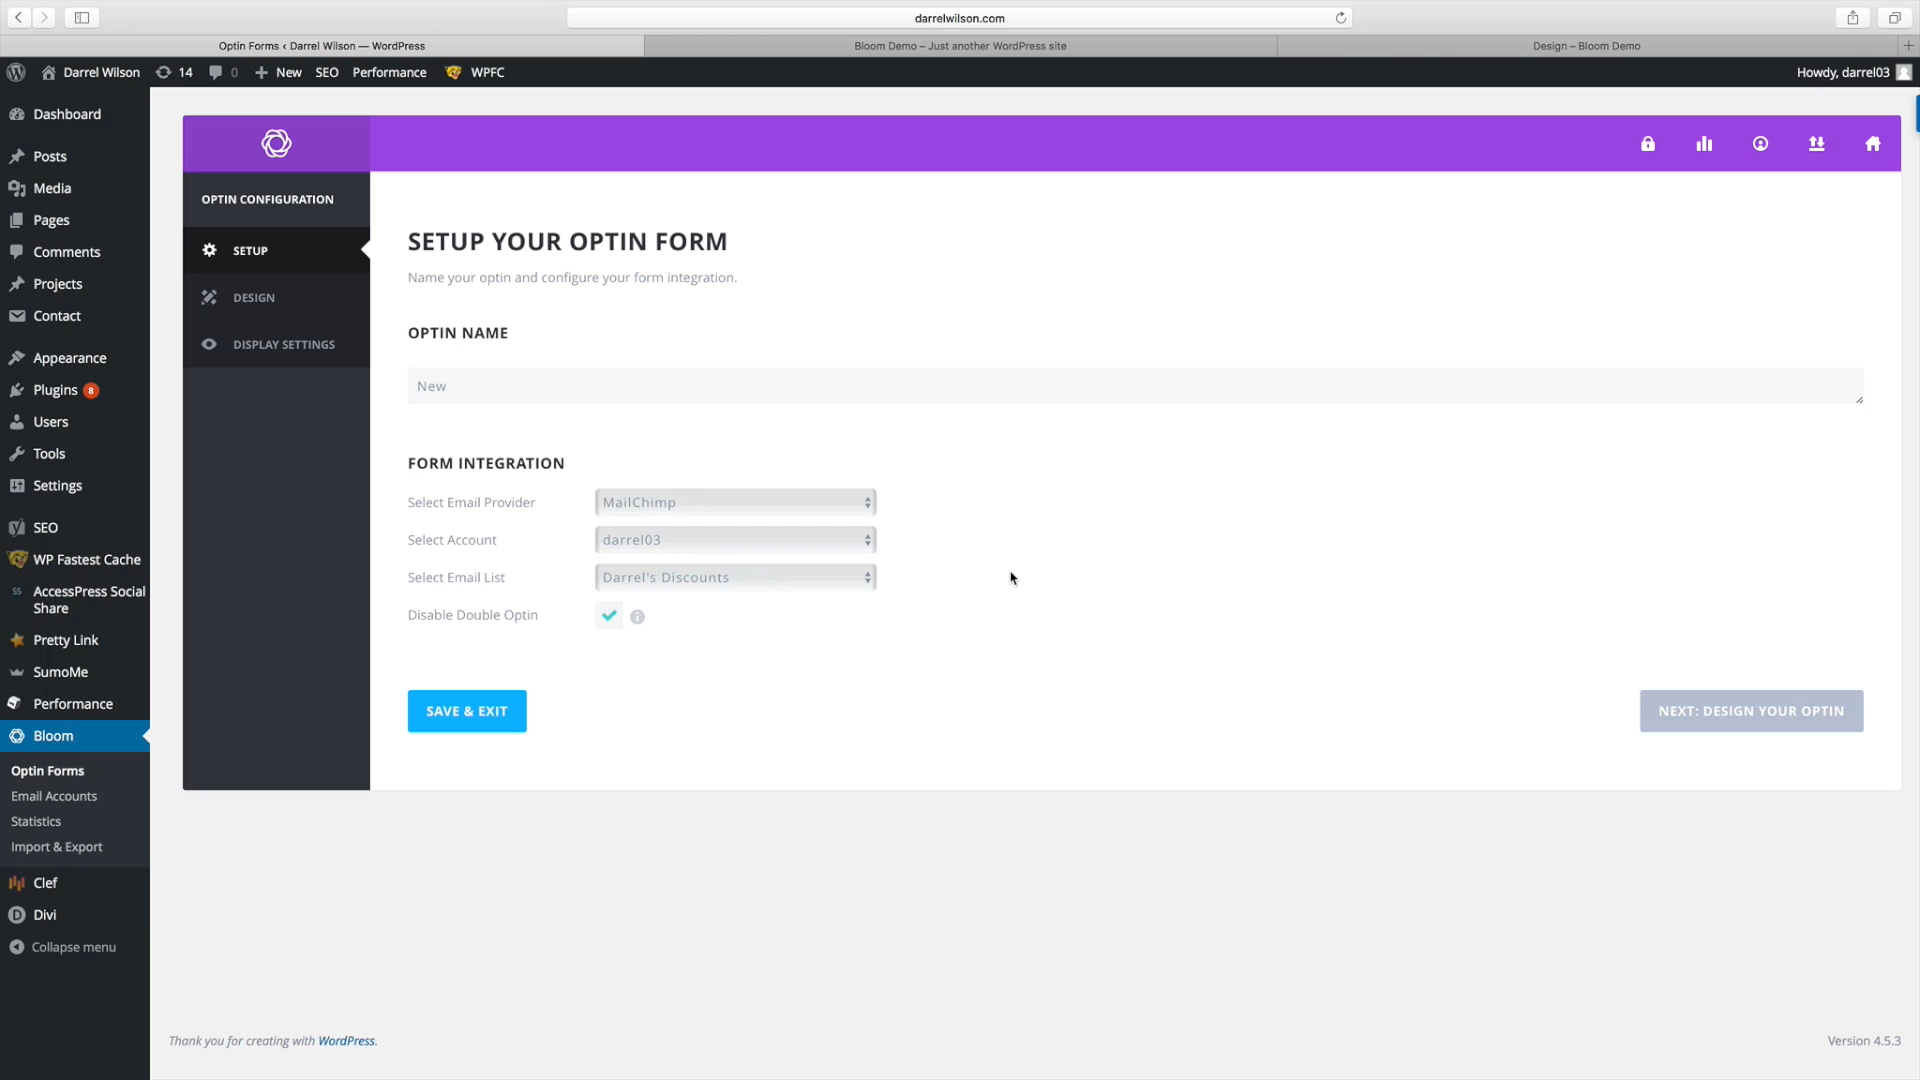 darrelwilson.com
Optin Forms ‹ Darrel Wilson — WordPress
Bloom Demo – Just another WordPress site
Design – Bloom Demo
Darrel Wilson 14 0 New SEO Performance WPFC
Howdy, darrel03
Dashboard
Posts
Media
Pages
Comments
Projects
Contact
Appearance
Plugins 8
Users
Tools
Settings
SEO
WP Fastest Cache
AccessPress Social
Share
Pretty Link
SumoMe
Performance
Bloom
Optin Forms
Email Accounts
Statistics
Import & Export
Clef
Divi
Collapse menu
OPTIN CONFIGURATION
SETUP
DESIGN
DISPLAY SETTINGS
SETUP YOUR OPTIN FORM
Name your optin and configure your form integration.
OPTIN NAME
New
FORM INTEGRATION
Select Email Provider MailChimp
Select Account darrel03
Select Email List Darrel's Discounts
Disable Double Optin
SAVE & EXIT
NEXT: DESIGN YOUR OPTIN
Thank you for creating with WordPress.
Version 4.5.3